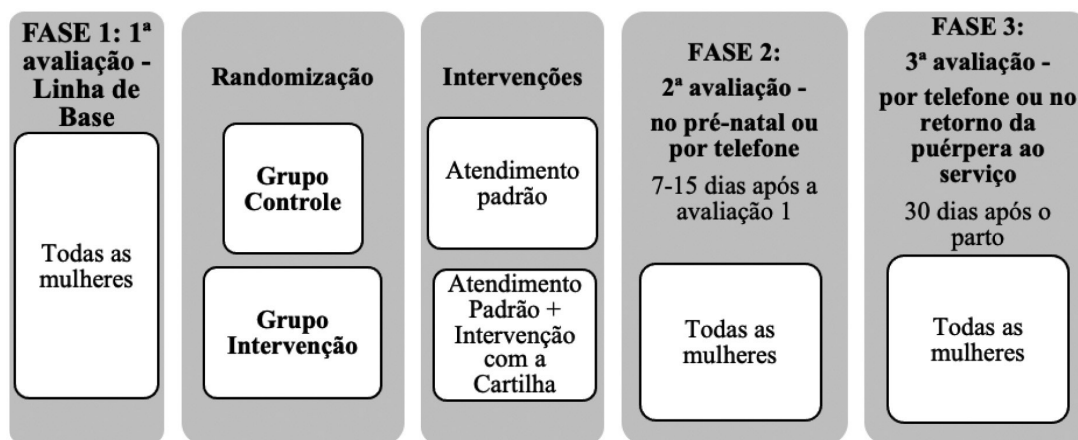 FASE 1: 1ª
avaliação -
Linha de
Base
Todas as
mulheres
Randomização
Grupo
Controle
Grupo
Intervenção
Intervenções
Atendimento
padrão
Atendimento
Padrão +
Intervenção
com a
Cartilha
FASE 2:
2ª avaliação -
no pré-natal ou
por telefone
7-15 dias após a
avaliação 1
Todas as
mulheres
FASE 3:
3ª avaliação -
por telefone ou no
retorno da
puérpera ao
serviço
30 dias após o
parto
Todas as
mulheres